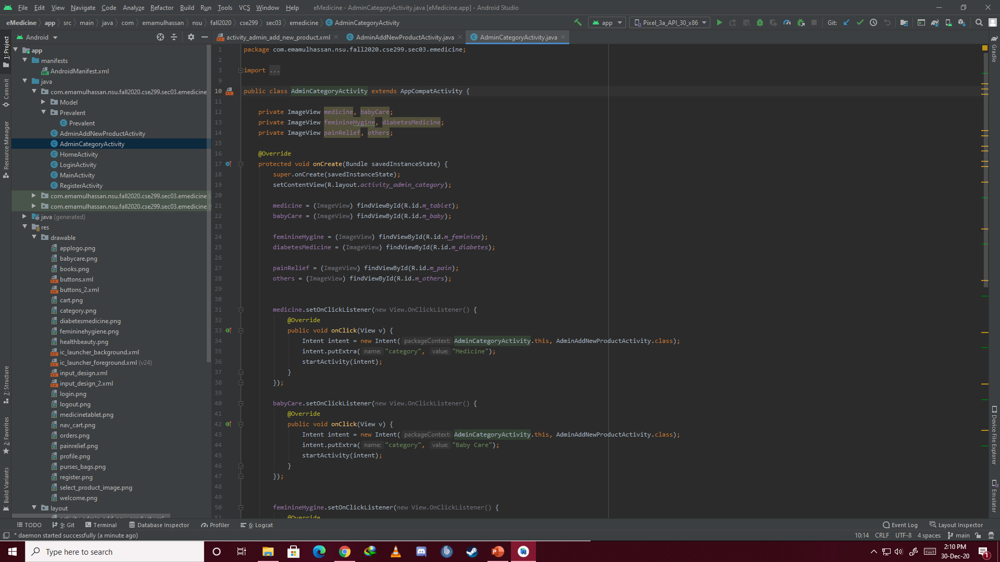 File Edit View Navigate Code Analyze Refactor Build Run Tools VCS Window Help eMedicine - AdminCategoryActivity.java [eMedicine.app] - Android Studio
eMedicine app src main java com emamulhassan nsu fall2020 cse299 sec03 emedicine AdminCategoryActivity app Pixel_3a_API_30_x86 Git:
Android
activity_admin_add_new_product.xml AdminAddNewProductActivity.java AdminCategoryActivity.java
1: Project
Commit
Resource Manager
7: Structure
2: Favorites
Build Variants
app
manifests
AndroidManifest.xml
java
com.emamulhassan.nsu.fall2020.cse299.sec03.emedicine
Model
Prevalent
Prevalent
AdminAddNewProductActivity
AdminCategoryActivity
HomeActivity
LoginActivity
MainActivity
RegisterActivity
com.emamulhassan.nsu.fall2020.cse299.sec03.emedicine
com.emamulhassan.nsu.fall2020.cse299.sec03.emedicine
java (generated)
res
drawable
applogo.png
babycare.png
books.png
buttons.xml
buttons_2.xml
cart.png
category.png
diabetesmedicine.png
femininehygiene.png
healthbeauty.png
ic_launcher_background.xml
ic_launcher_foreground.xml (v24)
input_design.xml
input_design_2.xml
login.png
logout.png
medicinetablet.png
nav_cart.png
orders.png
painrelief.png
profile.png
purses_bags.png
register.png
select_product_image.png
welcome.png
layout
1 package com.emamulhassan.nsu.fall2020.cse299.sec03.emedicine;
2
3 import ...
9
10 public class AdminCategoryActivity extends AppCompatActivity {
11
12 private ImageView medicine, babyCare;
13 private ImageView feminineHygine, diabetesMedicine;
14 private ImageView painRelief, others;
15
16 @Override
17 protected void onCreate(Bundle savedInstanceState) {
18 super.onCreate(savedInstanceState);
19 setContentView(R.layout.activity_admin_category);
20
21 medicine = (ImageView) findViewById(R.id.m_tablet);
22 babyCare = (ImageView) findViewById(R.id.m_baby);
23
24 feminineHygine = (ImageView) findViewById(R.id.m_feminine);
25 diabetesMedicine = (ImageView) findViewById(R.id.m_diabetes);
26
27 painRelief = (ImageView) findViewById(R.id.m_pain);
28 others = (ImageView) findViewById(R.id.m_others);
29
30
31 medicine.setOnClickListener(new View.OnClickListener() {
32 @Override
33 public void onClick(View v) {
34 Intent intent = new Intent( packageContext: AdminCategoryActivity.this, AdminAddNewProductActivity.class);
35 intent.putExtra( name: "category", value: "Medicine");
36 startActivity(intent);
37 }
38 });
39
40 babyCare.setOnClickListener(new View.OnClickListener() {
41 @Override
42 public void onClick(View v) {
43 Intent intent = new Intent( packageContext: AdminCategoryActivity.this, AdminAddNewProductActivity.class);
44 intent.putExtra( name: "category", value: "Baby Care");
45 startActivity(intent);
46 }
47 });
48
49
50 feminineHygine.setOnClickListener(new View.OnClickListener() {
51 @Override
Gradle
Device File Explorer
Emulator
TODO 9: Git Terminal Database Inspector Profiler 6: Logcat Event Log Layout Inspector
* daemon started successfully (a minute ago) 10:14 CRLF UTF-8 4 spaces main
Type here to search
2:10 PM
30-Dec-20
1